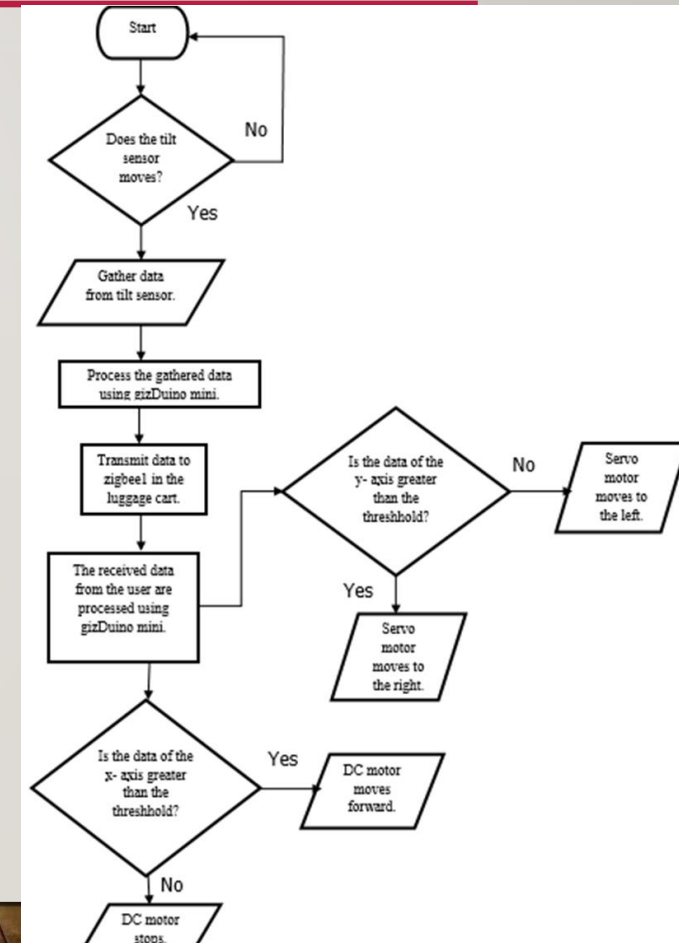 Start
No
Does the tilt
sensor
moves?
Yes
Gather data
from tilt sensor.
Process the gathered data
using gizDuino mini.
Transmit data to
zigbee1 in the
luggage cart.
The received data
from the user are
processed using
gizDuino mini.
Is the data of the
y- axis greater
than the
threshhold?
No
Servo
motor
moves to
the left.
Yes
Servo
motor
moves to
the right.
Is the data of the
x- axis greater
than the
threshhold?
Yes
DC motor
moves
forward.
No
DC motor
stops.